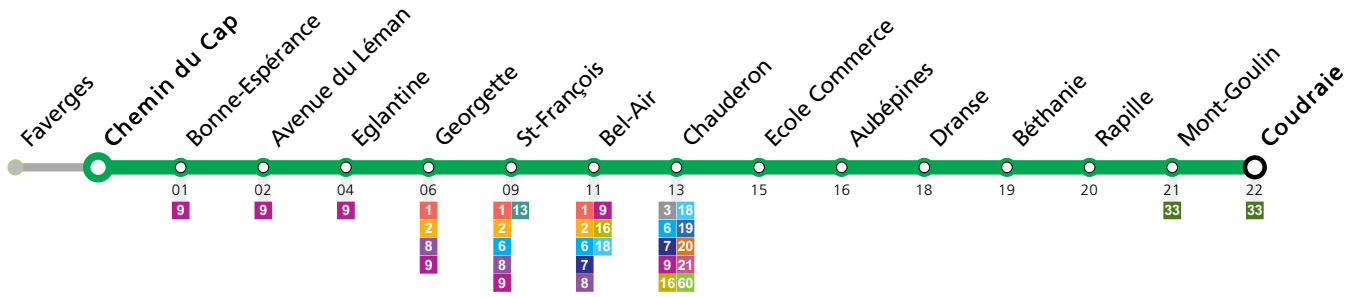 Faverges
Chemin du Cap
Bonne-Espérance
Avenue du Léman
Eglantine
Georgette
St-François
Bel-Air
Chauderon
Ecole Commerce
Aubépines
Dranse
Béthanie
Rapille
Mont-Goulin
Coudraie
01 02 04 06 09 11 13 15 16 18 19 20 21 22
9 9 9 1 1 13 1 9 3 18 33 33
2 2 2 16 6 19
8 6 6 18 7 20
9 8 7 9 21
9 8 16 60